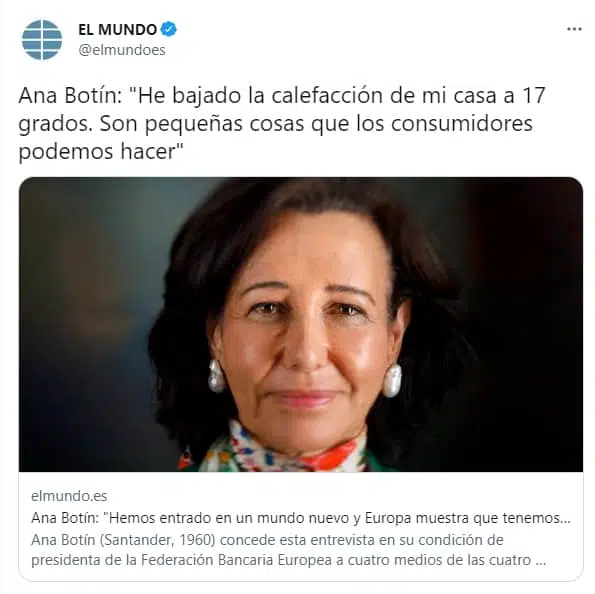 EL MUNDO
@elmundoes
Ana Botín: "He bajado la calefacción de mi casa a 17
grados. Son pequeñas cosas que los consumidores
podemos hacer"
elmundo.es
Ana Botín: "Hemos entrado en un mundo nuevo y Europa muestra que tenemos...
Ana Botín (Santander, 1960) concede esta entrevista en su condición de
presidenta de la Federación Bancaria Europea a cuatro medios de las cuatro ...